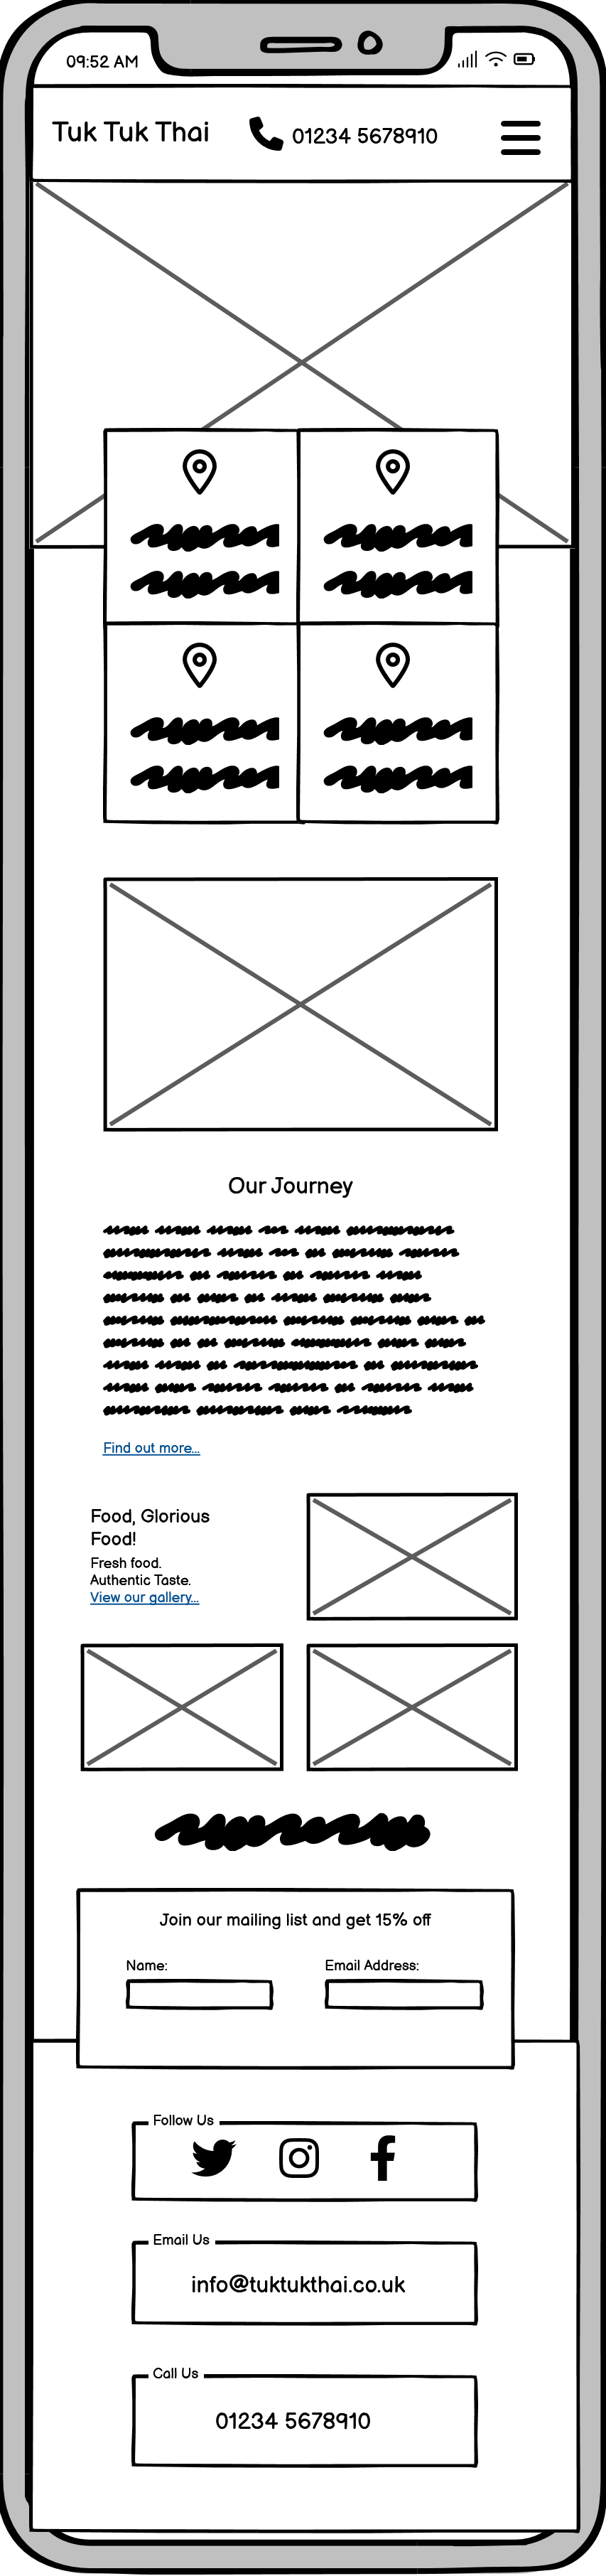 09:52 AM
Tuk Tuk Thai
01234 5678910
Our Journey
Find out more...
Food, Glorious
Food!
Fresh food.
Authentic Taste.
View our gallery...
Join our mailing list and get 15% off
Name:
Email Address:
Follow Us
Email Us
info@tuktukthai.co.uk
Call Us
01234 5678910